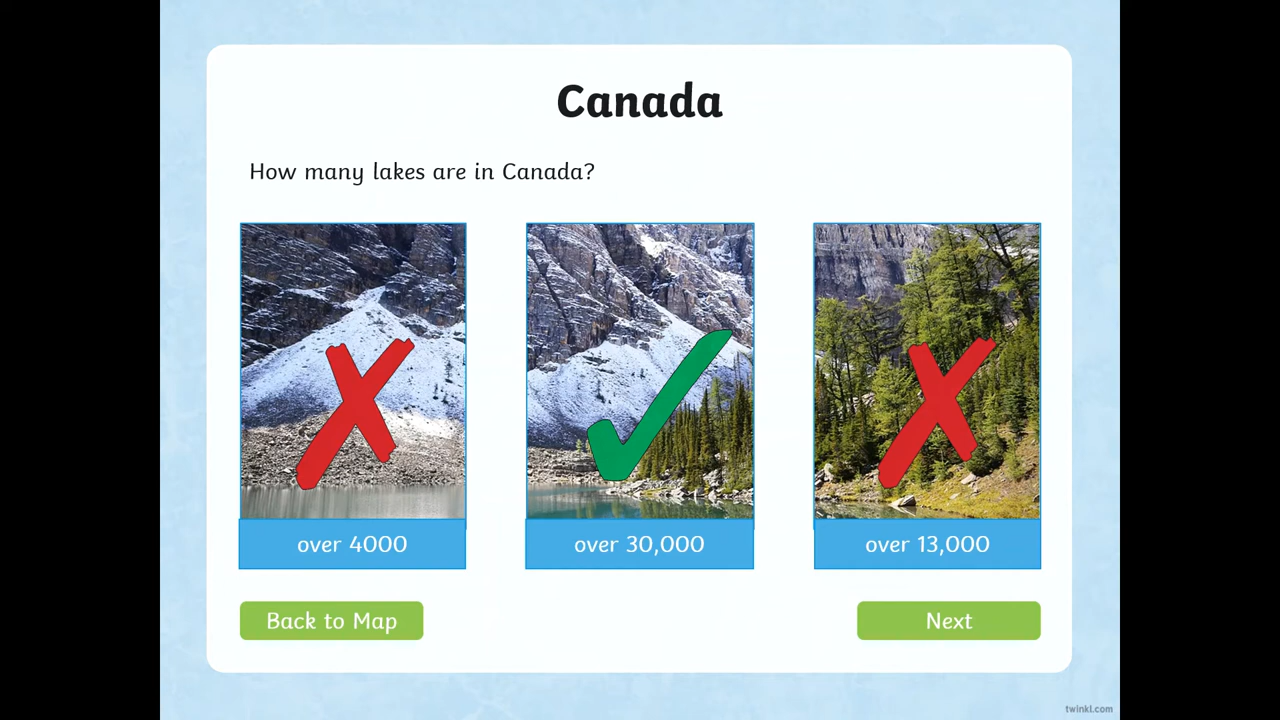 Canada
How many lakes are in Canada?
over 4000
over 30,000
over 13,000
Back to Map
Next
twinkl.com